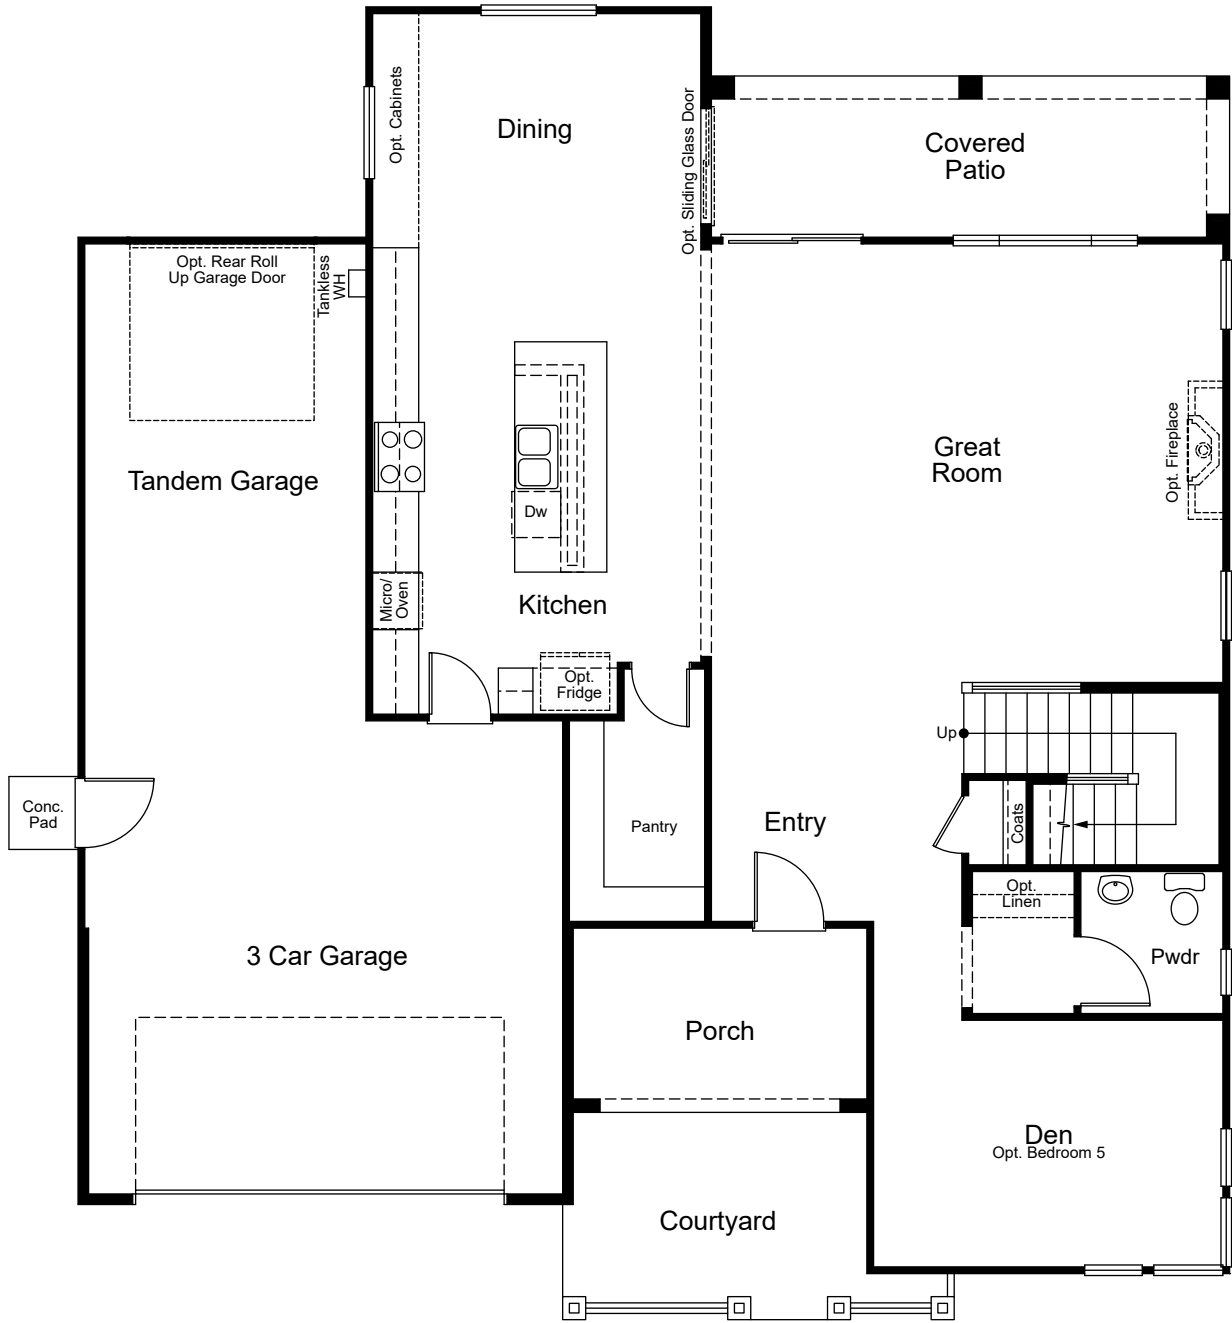 Opt. Cabinets
Dining
Opt. Sliding Glass Door
Covered
Patio
Opt. Rear Roll
Up Garage Door
Tankless
WH
Tandem Garage
Great
Room
Opt. Fireplace
Dw
Micro/
Oven
Kitchen
Opt.
Fridge
Up
Conc.
Pad
Pantry
Entry
Coats
Opt.
Linen
3 Car Garage
Pwdr
Porch
Den
Opt. Bedroom 5
Courtyard